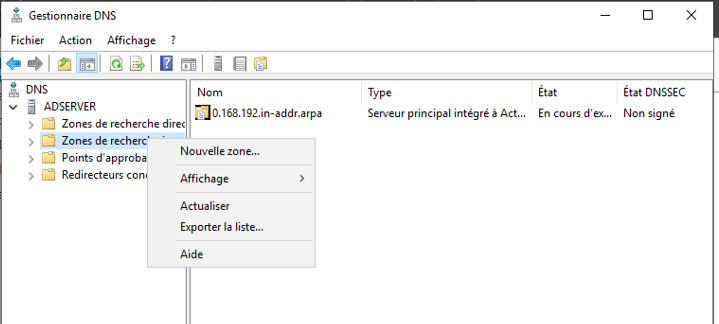 Gestionnaire DNS
Fichier Action Affichage ?
DNS
ADSERVER
Zones de recherche direc
Zones de recherc
Points d'approba
Redirecteurs con
Nom Type État État DNSSEC
0.168.192.in-addr.arpa Serveur principal intégré à Act... En cours d'ex... Non signé
Nouvelle zone...
Affichage
Actualiser
Exporter la liste...
Aide